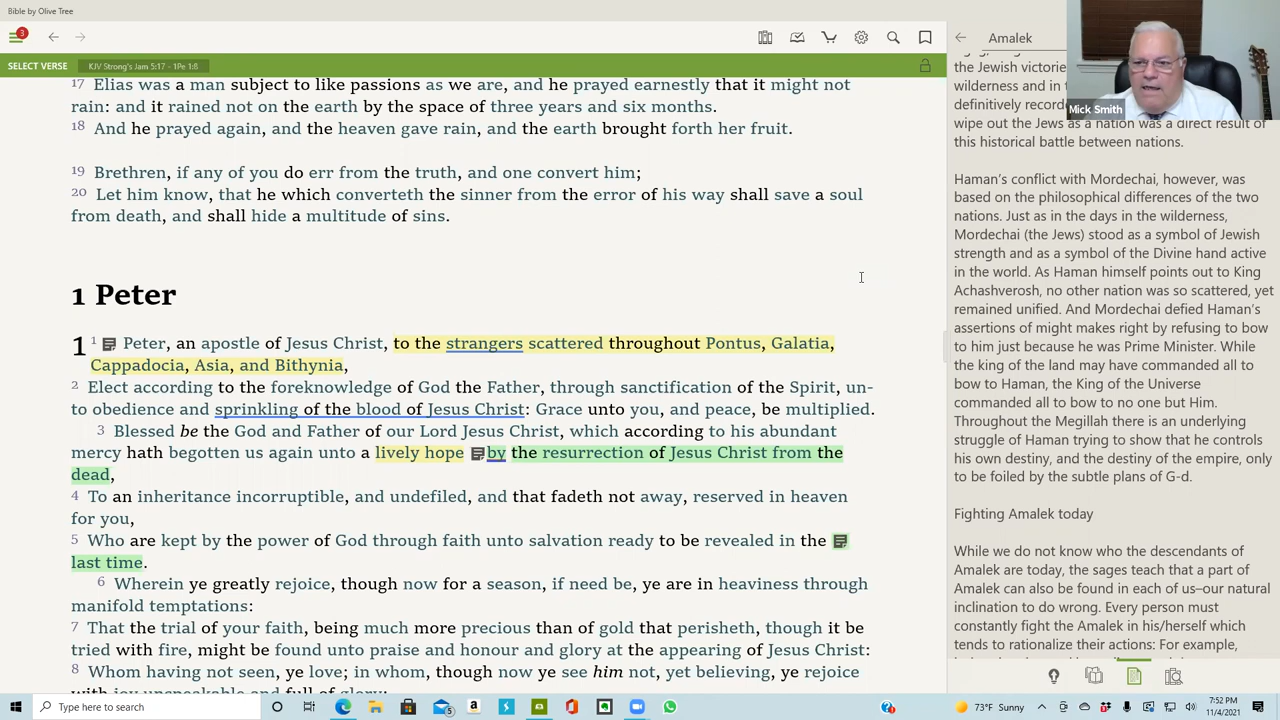 Bible by Olive Tree
3
Amalek
SELECT VERSE
KJV Strong's Jam 5:17 - 1Pe 1:8
17 Elias was a man subject to like passions as we are, and he prayed earnestly that it might not
rain: and it rained not on the earth by the space of three years and six months.
18 And he prayed again, and the heaven gave rain, and the earth brought forth her fruit.
19 Brethren, if any of you do err from the truth, and one convert him;
20 Let him know, that he which converteth the sinner from the error of his way shall save a soul
from death, and shall hide a multitude of sins.
1 Peter
1 1 Peter, an apostle of Jesus Christ, to the strangers scattered throughout Pontus, Galatia,
Cappadocia, Asia, and Bithynia,
2 Elect according to the foreknowledge of God the Father, through sanctification of the Spirit, un-
to obedience and sprinkling of the blood of Jesus Christ: Grace unto you, and peace, be multiplied.
3 Blessed be the God and Father of our Lord Jesus Christ, which according to his abundant
mercy hath begotten us again unto a lively hope by the resurrection of Jesus Christ from the
dead,
4 To an inheritance incorruptible, and undefiled, and that fadeth not away, reserved in heaven
for you,
5 Who are kept by the power of God through faith unto salvation ready to be revealed in the
last time.
6 Wherein ye greatly rejoice, though now for a season, if need be, ye are in heaviness through
manifold temptations:
7 That the trial of your faith, being much more precious than of gold that perisheth, though it be
tried with fire, might be found unto praise and honour and glory at the appearing of Jesus Christ:
8 Whom having not seen, ye love; in whom, though now ye see him not, yet believing, ye rejoice
with joy unspeakable and full of glory:
the Jewish victories
wilderness and in t
definitively recorde
wipe out the Jews as a nation was a direct result of
this historical battle between nations.
Haman's conflict with Mordechai, however, was
based on the philosophical differences of the two
nations. Just as in the days in the wilderness,
Mordechai (the Jews) stood as a symbol of Jewish
strength and as a symbol of the Divine hand active
in the world. As Haman himself points out to King
Achashverosh, no other nation was so scattered, yet
remained unified. And Mordechai defied Haman's
assertions of might makes right by refusing to bow
to him just because he was Prime Minister. While
the king of the land may have commanded all to
bow to Haman, the King of the Universe
commanded all to bow to no one but Him.
Throughout the Megillah there is an underlying
struggle of Haman trying to show that he controls
his own destiny, and the destiny of the empire, only
to be foiled by the subtle plans of G-d.
Fighting Amalek today
While we do not know who the descendants of
Amalek are today, the sages teach that a part of
Amalek can also be found in each of us–our natural
inclination to do wrong. Every person must
constantly fight the Amalek in his/herself which
tends to rationalize their actions: For example,
Mick Smith
Type here to search
5
73°F Sunny
7:52 PM
11/4/2021